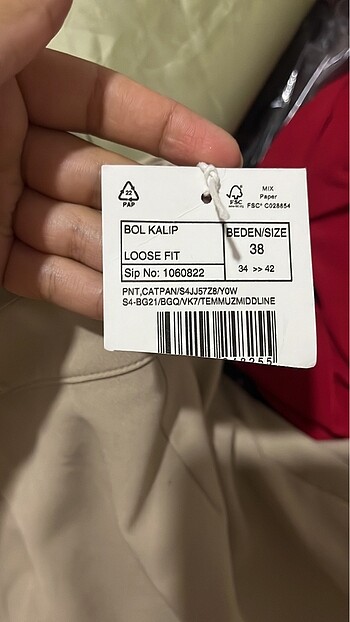 22
PAP
FSC
MIX
Paper
FSC® C028854
BOL KALIP
LOOSE FIT
Sip No: 1060822
BEDEN/SIZE
38
34 >> 42
PNT,CATPAN/S4JJ57Z8/Y0W
S4-BG21/BGQ/VK7/TEMMUZMIDDLINE